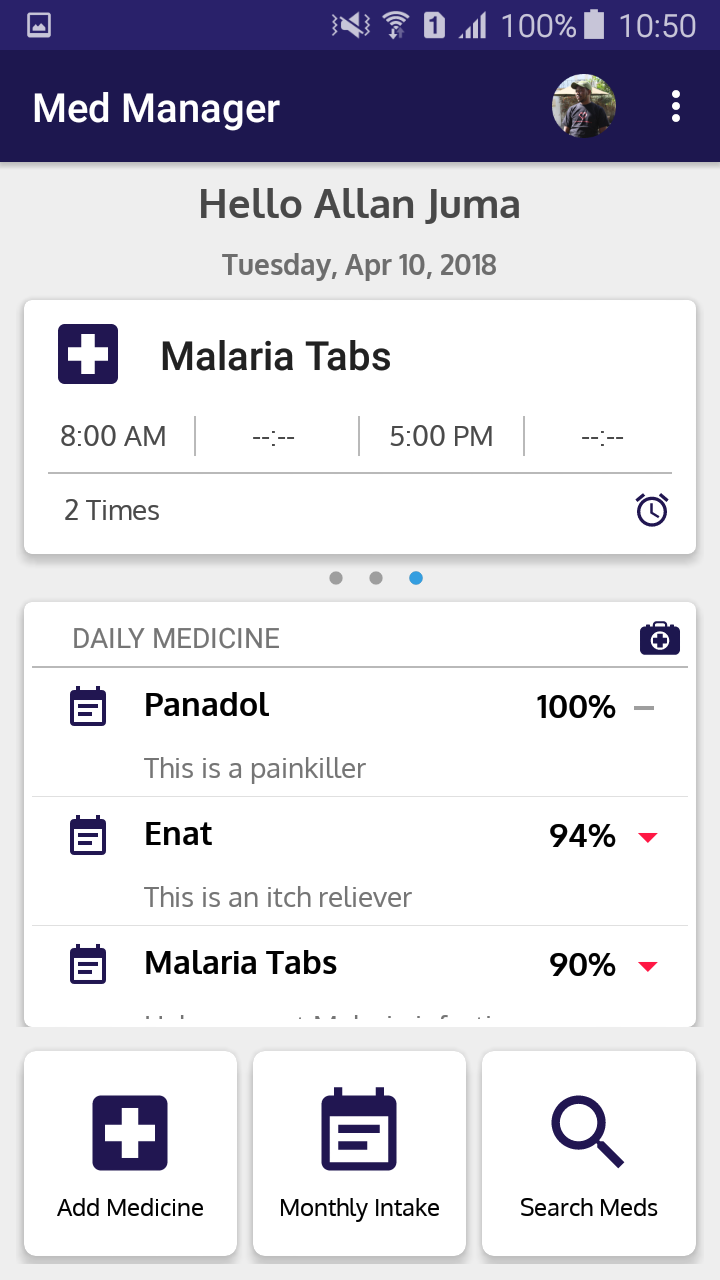 100% 10:50
Med Manager
Hello Allan Juma
Tuesday, Apr 10, 2018
Malaria Tabs
8:00 AM --:-- 5:00 PM --:--
2 Times
DAILY MEDICINE
Panadol 100%
This is a painkiller
Enat 94%
This is an itch reliever
Malaria Tabs 90%
Add Medicine Monthly Intake Search Meds